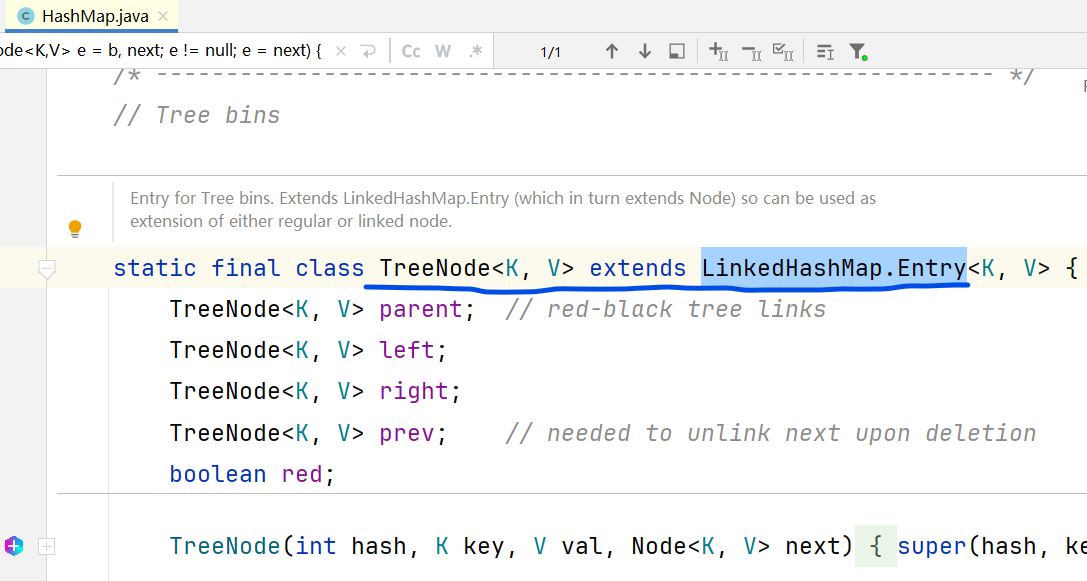 HashMap.java
ode<K,V> e = b, next; e != null; e = next) {
Cc W .*
1/1
/* ------------------------------------------------------------ */
// Tree bins
Entry for Tree bins. Extends LinkedHashMap.Entry (which in turn extends Node) so can be used as
extension of either regular or linked node.
static final class TreeNode<K, V> extends LinkedHashMap.Entry<K, V> {
TreeNode<K, V> parent;  // red-black tree links
TreeNode<K, V> left;
TreeNode<K, V> right;
TreeNode<K, V> prev;    // needed to unlink next upon deletion
boolean red;
TreeNode(int hash, K key, V val, Node<K, V> next) { super(hash, ke